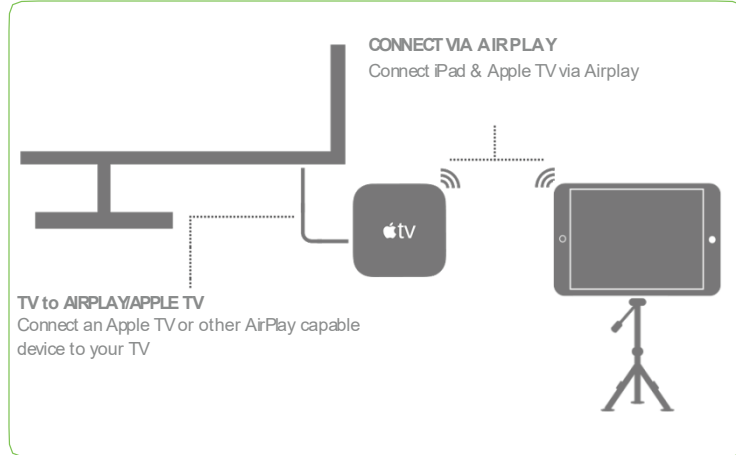 CONNECT VIA AIRPLAY
Connect iPad & Apple TV via Airplay
tv
TV to AIRPLAY/APPLE TV
Connect an Apple TV or other AirPlay capable
device to your TV